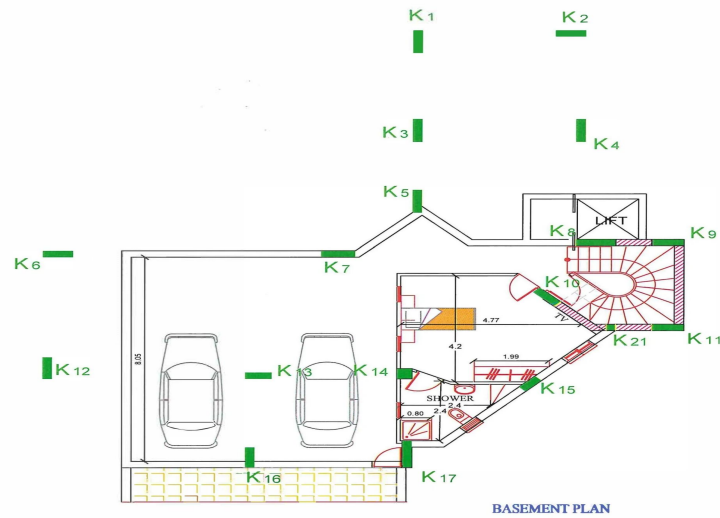 K1
K2
K3
K4
K5
LIFT
K8
K9
K6
K7
K10
TV
4.77
K21
K11
8.05
4.2
1.99
K12
K13
K14
K15
SHOWER
2.4
0.80
2.4
K16
K17
BASEMENT PLAN